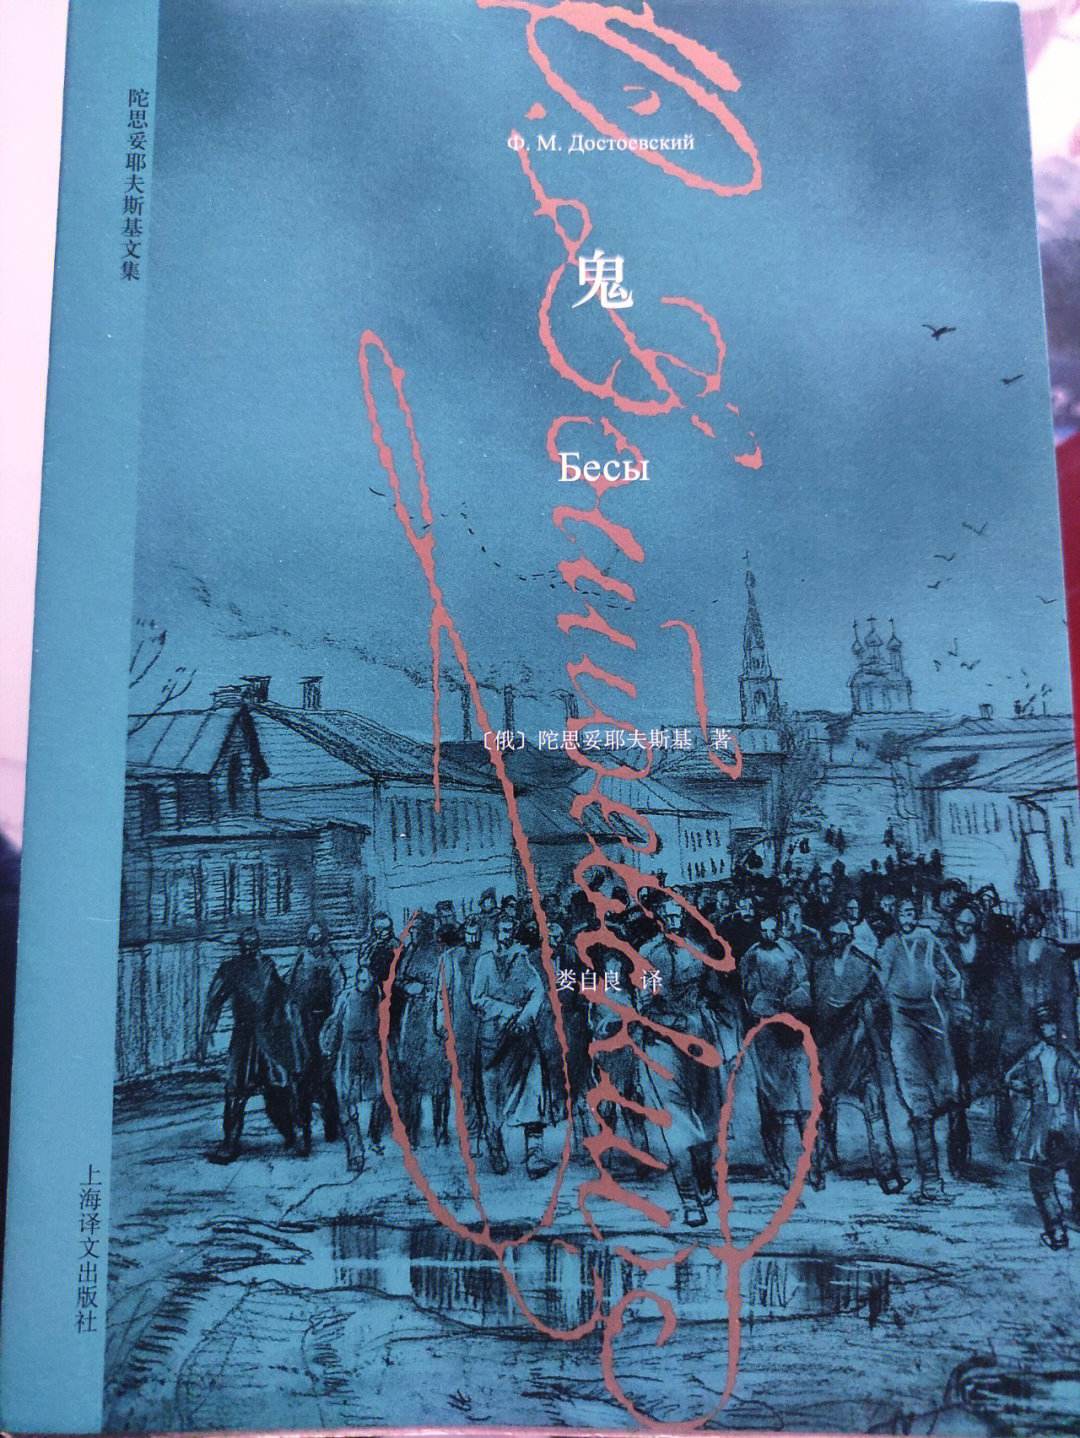 陀思妥耶夫斯基文集
Ф. М. Достоевский
鬼
Бесы
〔俄〕陀思妥耶夫斯基 著
娄自良 译
上海译文出版社